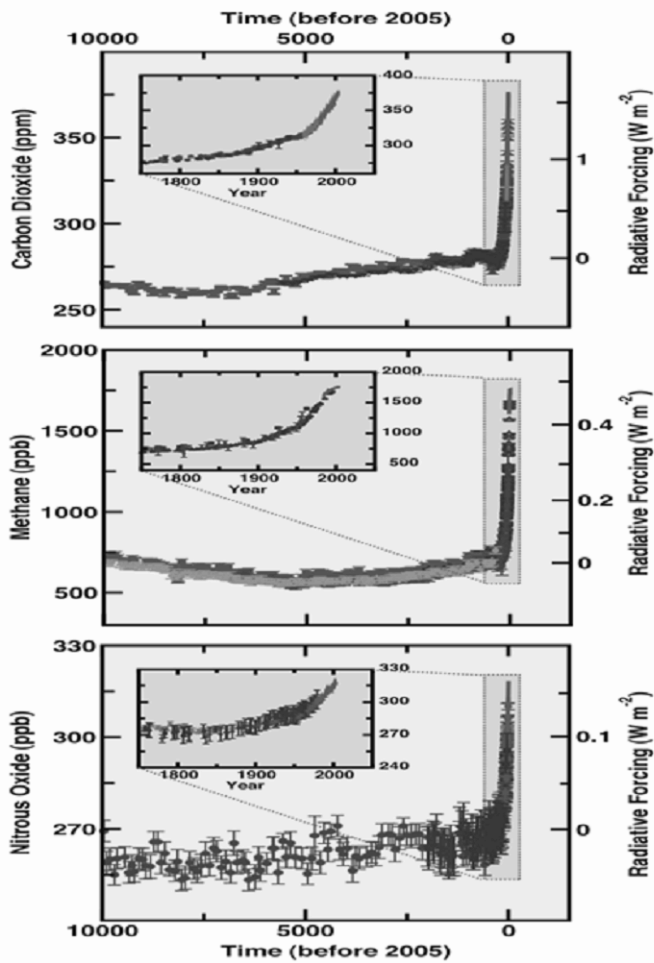 Time (before 2005)
10000 5000 0
Carbon Dioxide (ppm)
350
300
250
400
350
300
1800 1900 2000
Year
1
0
Radiative Forcing (W m-2)
Methane (ppb)
2000
1500
1000
500
2000
1500
1000
500
1800 1900 2000
Year
0.4
0.2
0
Radiative Forcing (W m-2)
Nitrous Oxide (ppb)
330
300
270
330
300
270
240
1800 1900 2000
Year
0.1
0
Radiative Forcing (W m-2)
10000 5000 0
Time (before 2005)